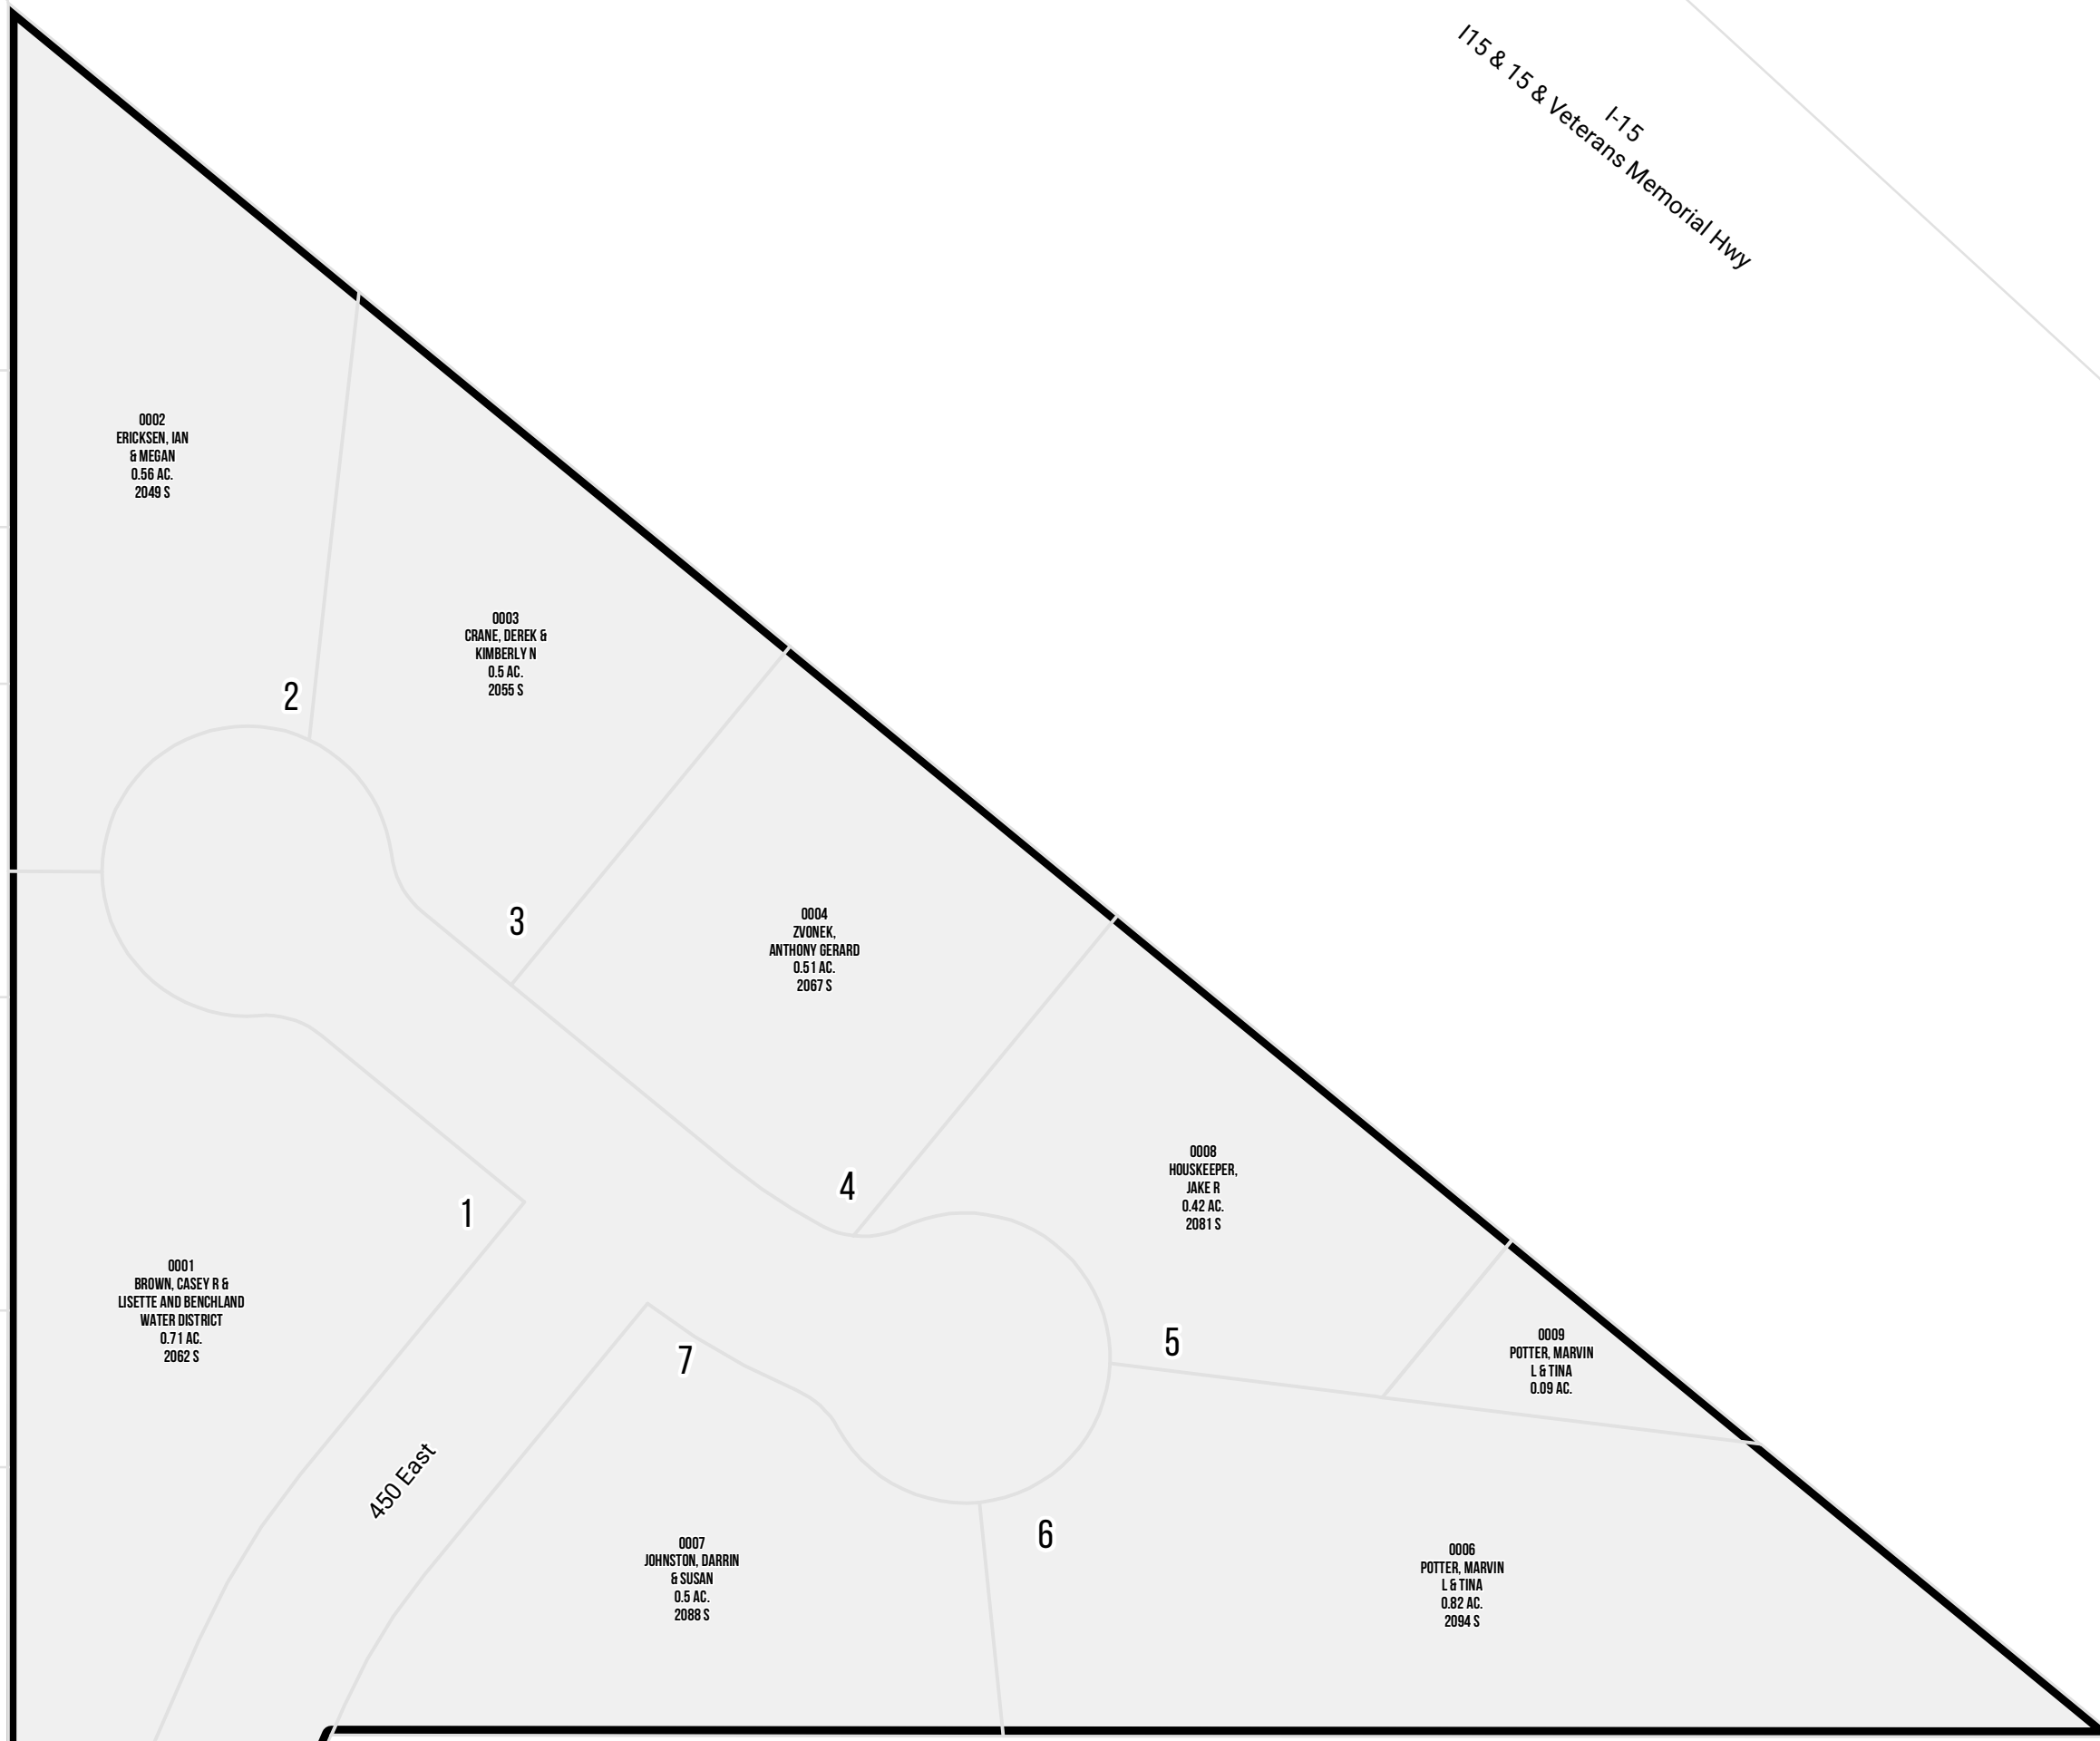 I-15
I15 & 15 & Veterans Memorial Hwy
0002
ERICKSEN, IAN
& MEGAN
0.56 AC.
2049 S
0003
CRANE, DEREK &
KIMBERLY N
0.5 AC.
2055 S
2
3
0004
ZVONEK,
ANTHONY GERARD
0.51 AC.
2067 S
0008
HOUSKEEPER,
JAKE R
0.42 AC.
2081 S
4
1
0001
BROWN, CASEY R &
LISETTE AND BENCHLAND
WATER DISTRICT
0.71 AC.
2062 S
7
5
0009
POTTER, MARVIN
L & TINA
0.09 AC.
450 East
0007
JOHNSTON, DARRIN
& SUSAN
0.5 AC.
2088 S
6
0006
POTTER, MARVIN
L & TINA
0.82 AC.
2094 S